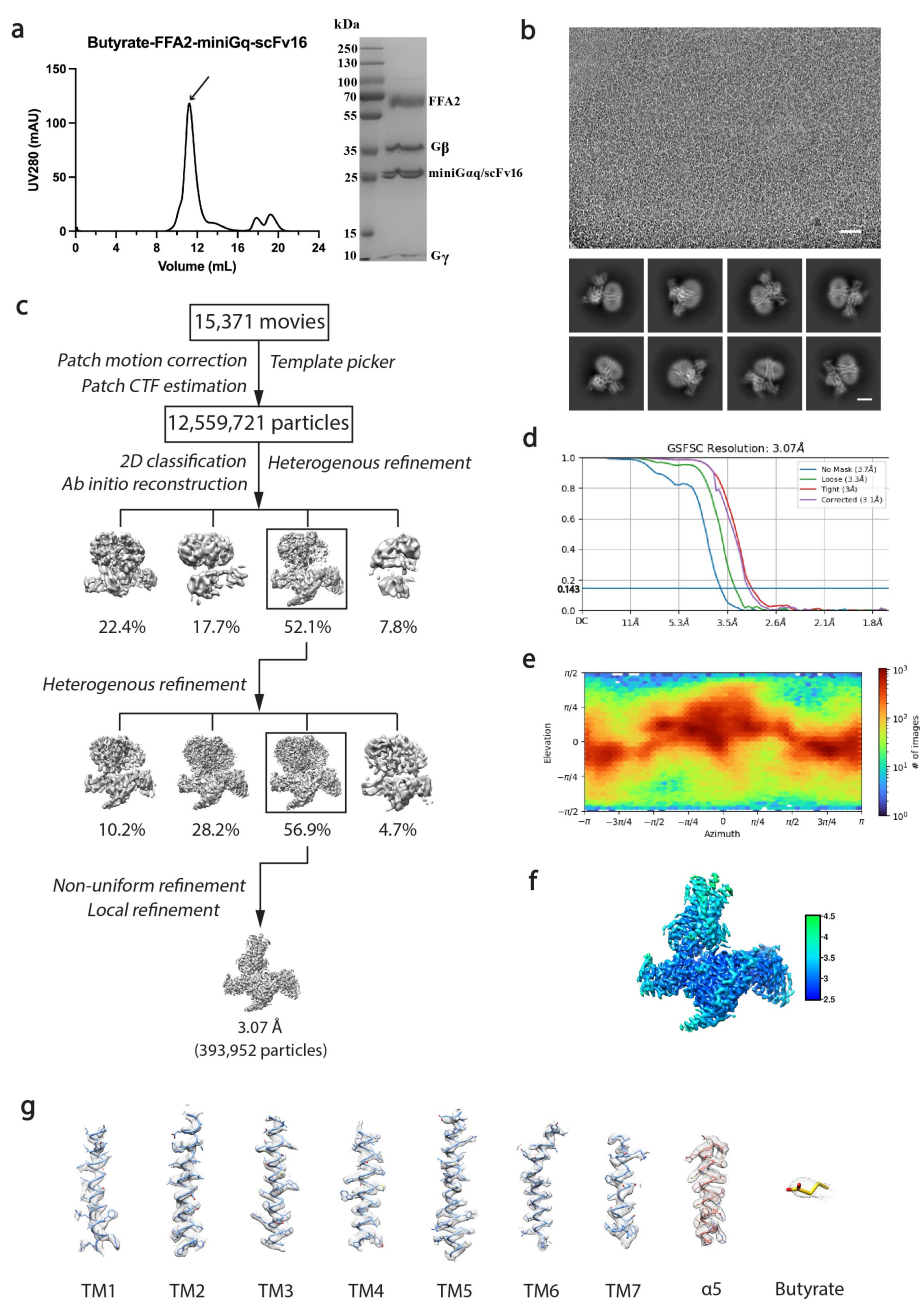 a
Butyrate-FFA2-miniGq-scFv16
150
100
50
0
UV280 (mAU)
0 4 8 12 16 20 24
Volume (mL)
kDa
250
130
100
70
55
35
25
15
10
FFA2
Gβ
miniGαq/scFv16
Gγ
b
c
15,371 movies
Patch motion correction
Patch CTF estimation
Template picker
12,559,721 particles
2D classification
Ab initio reconstruction
Heterogenous refinement
22.4% 17.7% 52.1% 7.8%
Heterogenous refinement
10.2% 28.2% 56.9% 4.7%
Non-uniform refinement
Local refinement
3.07 Å
(393,952 particles)
d
GSFSC Resolution: 3.07Å
1.0
0.8
0.6
0.4
0.2
0.143
0.0
DC 11Å 5.3Å 3.5Å 2.6Å 2.1Å 1.8Å
No Mask (3.7Å)
Loose (3.3Å)
Tight (3Å)
Corrected (3.1Å)
e
π/2
π/4
0
−π/4
−π/2
Elevation
−π −3π/4 −π/2 −π/4 0 π/4 π/2 3π/4 π
Azimuth
10³
10²
10¹
10⁰
# of images
f
4.5
4
3.5
3
2.5
g
TM1 TM2 TM3 TM4 TM5 TM6 TM7 α5 Butyrate